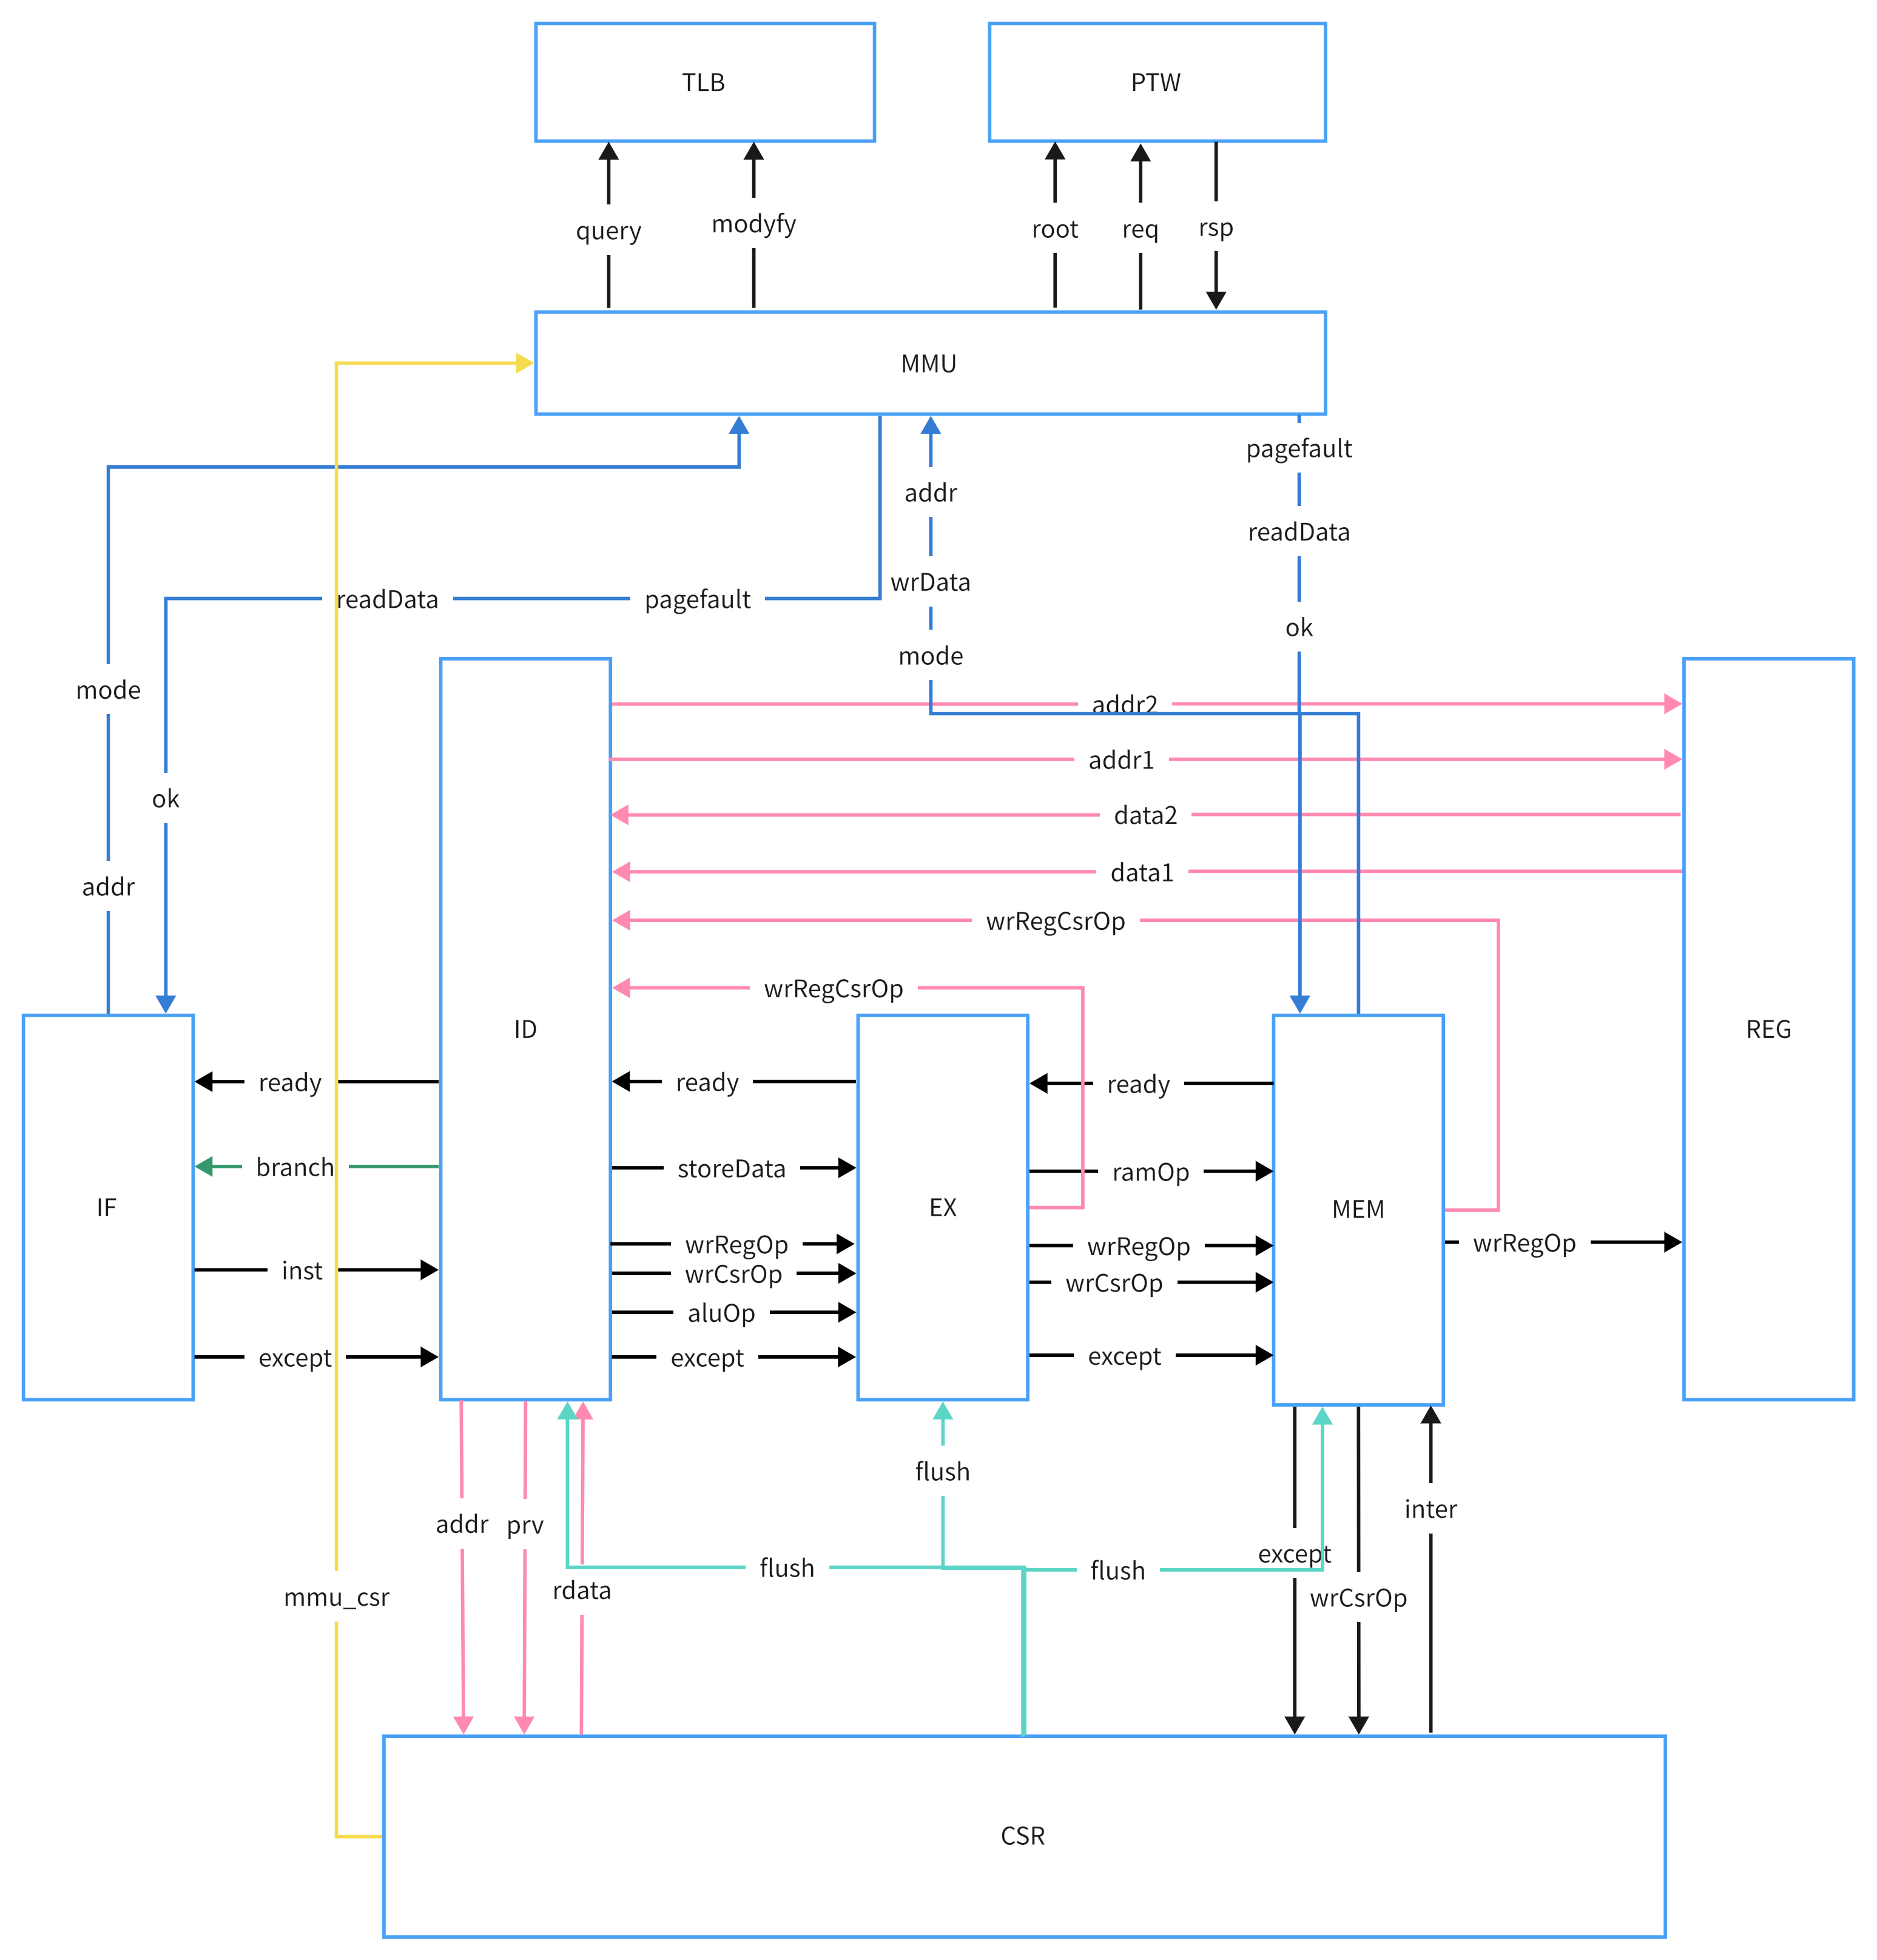 TLB
PTW
query
modyfy
root
req
rsp
MMU
pagefault
addr
readData
wrData
readData
pagefault
ok
mode
mode
addr2
addr1
ok
data2
data1
addr
wrRegCsrOp
wrRegCsrOp
ID
REG
ready
ready
ready
branch
storeData
ramOp
IF
EX
MEM
wrRegOp
wrRegOp
wrRegOp
inst
wrCsrOp
wrCsrOp
aluOp
except
except
except
flush
addr
prv
inter
except
flush
flush
rdata
mmu_csr
wrCsrOp
CSR